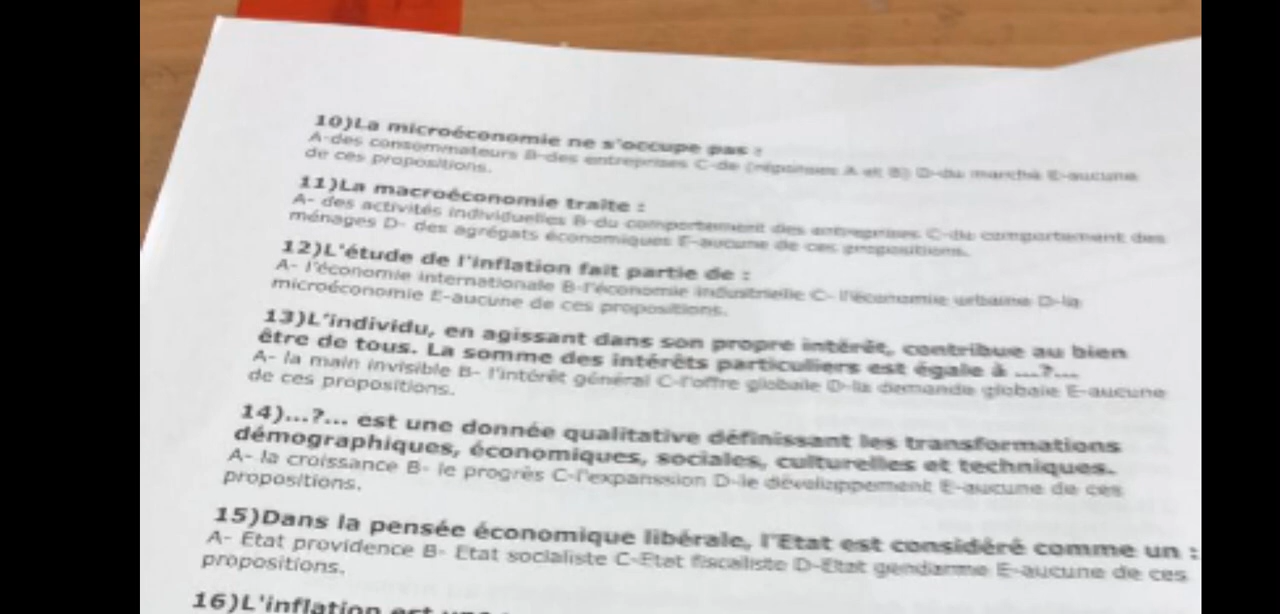 10)La microéconomie ne s'occupe pas :
A-des consommateurs B-des entreprises C-de (réponses A et B) D-du marché E-aucune
de ces propositions.
11)La macroéconomie traite :
A- des activités individuelles B-du comportement des entreprises C-du comportement des
ménages D- des agrégats économiques E-aucune de ces propositions.
12)L'étude de l'inflation fait partie de :
A- l'économie internationale B-l'économie industrielle C- l'économie urbaine D-la
microéconomie E-aucune de ces propositions.
13)L'individu, en agissant dans son propre intérêt, contribue au bien
être de tous. La somme des intérêts particuliers est égale à ...?...
A- la main invisible B- l'intérêt général C-l'offre globale D-la demande globale E-aucune
de ces propositions.
14)...?... est une donnée qualitative définissant les transformations
démographiques, économiques, sociales, culturelles et techniques.
A- la croissance B- le progrès C-l'expanssion D-le développement E-aucune de ces
propositions.
15)Dans la pensée économique libérale, l'Etat est considéré comme un :
A- Etat providence B- Etat socialiste C-Etat fiscaliste D-Etat gendarme E-aucune de ces
propositions.
16)L'inflation est une